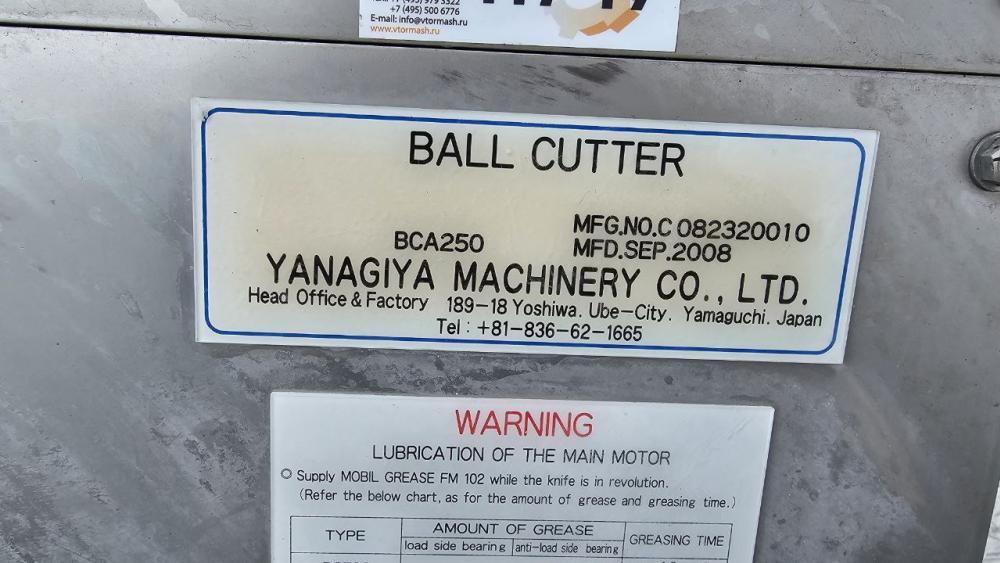 +7 (495) 500 6776
E-mail: info@vtormash.ru
www.vtormash.ru
BALL CUTTER
BCA250
MFG.NO.C 082320010
MFD.SEP.2008
YANAGIYA MACHINERY CO., LTD.
Head Office & Factory 189-18 Yoshiwa. Ube-City. Yamaguchi. Japan
Tel : +81-836-62-1665
WARNING
LUBRICATION OF THE MAIN MOTOR
○ Supply MOBIL GREASE FM 102 while the knife is in revolution.
(Refer the below chart, as for the amount of grease and greasing time.)
TYPE
AMOUNT OF GREASE
load side bearing
anti-load side bearing
GREASING TIME